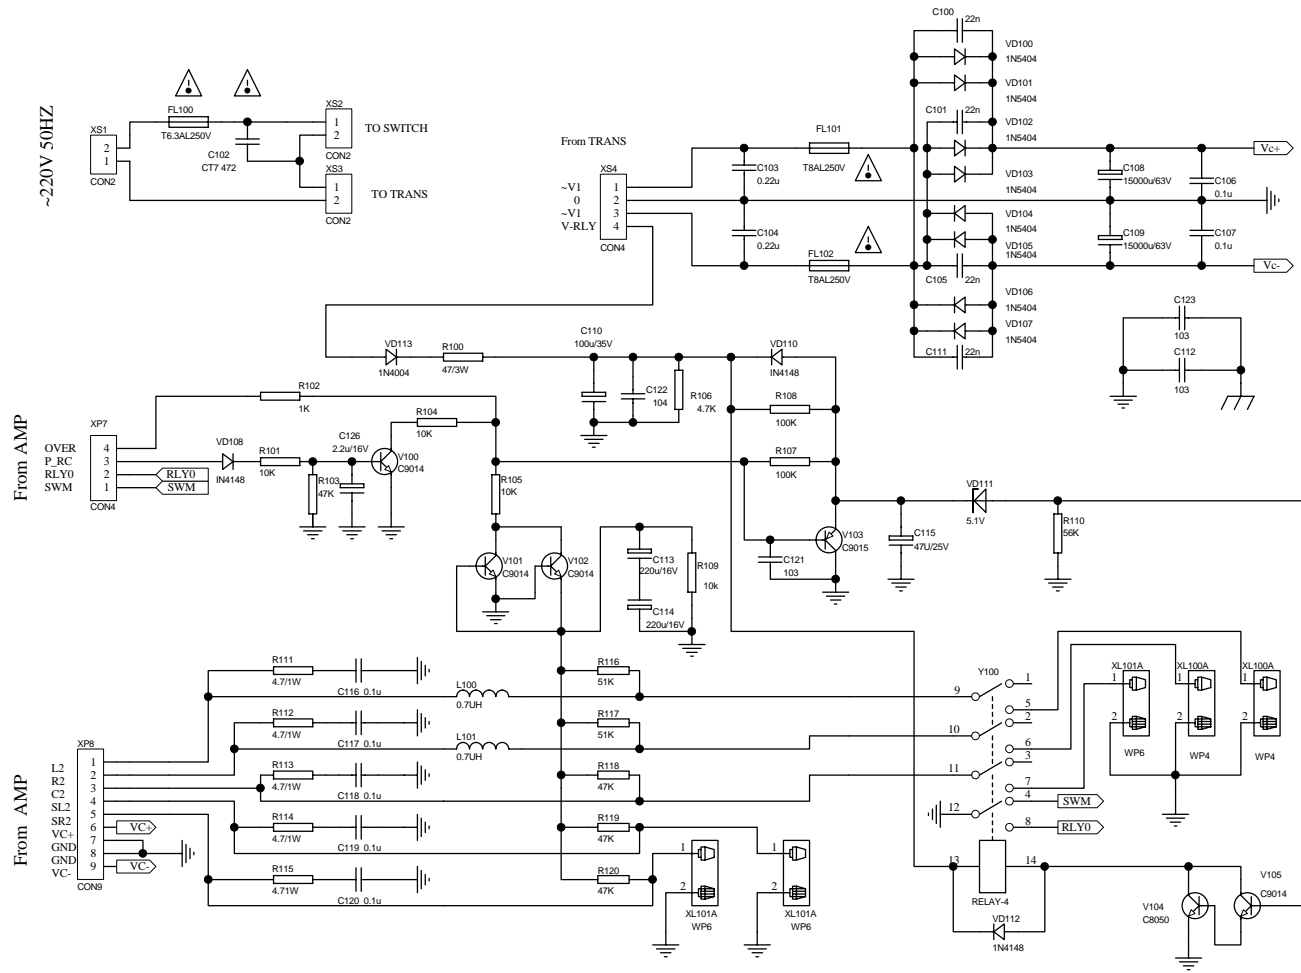 C100
22n
VD100
1N5404
VD101
1N5404
C101
22n
VD102
1N5404
VD103
1N5404
VD104
1N5404
VD105
1N5404
C105
22n
VD106
1N5404
VD107
1N5404
C111
22n
~220V 50HZ
XS1
2
1
CON2
FL100
T6.3AL250V
C102
CT7 472
XS2
1
2
CON2
TO SWITCH
XS3
1
2
CON2
TO TRANS
From TRANS
XS4
~V1
0
~V1
V-RLY
1
2
3
4
CON4
C103
0.22u
C104
0.22u
FL101
T8AL250V
FL102
T8AL250V
C108
15000u/63V
C106
0.1u
C109
15000u/63V
C107
0.1u
Vc+
Vc-
C123
103
C112
103
VD113
1N4004
R100
47/3W
C110
100u/35V
C122
104
R106
4.7K
VD110
IN4148
R108
100K
R107
100K
R102
1K
R104
10K
From AMP
XP7
OVER
P_RC
RLY0
SWM
4
3
2
1
CON4
RLY0
SWM
VD108
IN4148
R101
10K
R103
47K
C126
2.2u/16V
V100
C9014
R105
10K
V101
C9014
V102
C9014
C113
220u/16V
C114
220u/16V
R109
10k
C121
103
V103
C9015
C115
47U/25V
VD111
5.1V
R110
56K
From AMP
XP8
L2
R2
C2
SL2
SR2
VC+
GND
GND
VC-
1
2
3
4
5
6
7
8
9
CON9
VC+
VC-
R111
4.7/1W
C116 0.1u
R112
4.7/1W
C117 0.1u
R113
4.7/1W
C118 0.1u
R114
4.7/1W
C119 0.1u
R115
4.71W
C120 0.1u
L100
0.7UH
L101
0.7UH
R116
51K
R117
51K
R118
47K
R119
47K
R120
47K
1
2
XL101A
WP6
1
2
XL101A
WP6
Y100
9
10
11
12
1
5
2
6
3
7
4
8
SWM
RLY0
13
14
RELAY-4
VD112
1N4148
XL101A
1
2
WP6
XL100A
1
2
WP4
XL100A
1
2
WP4
V104
C8050
V105
C9014